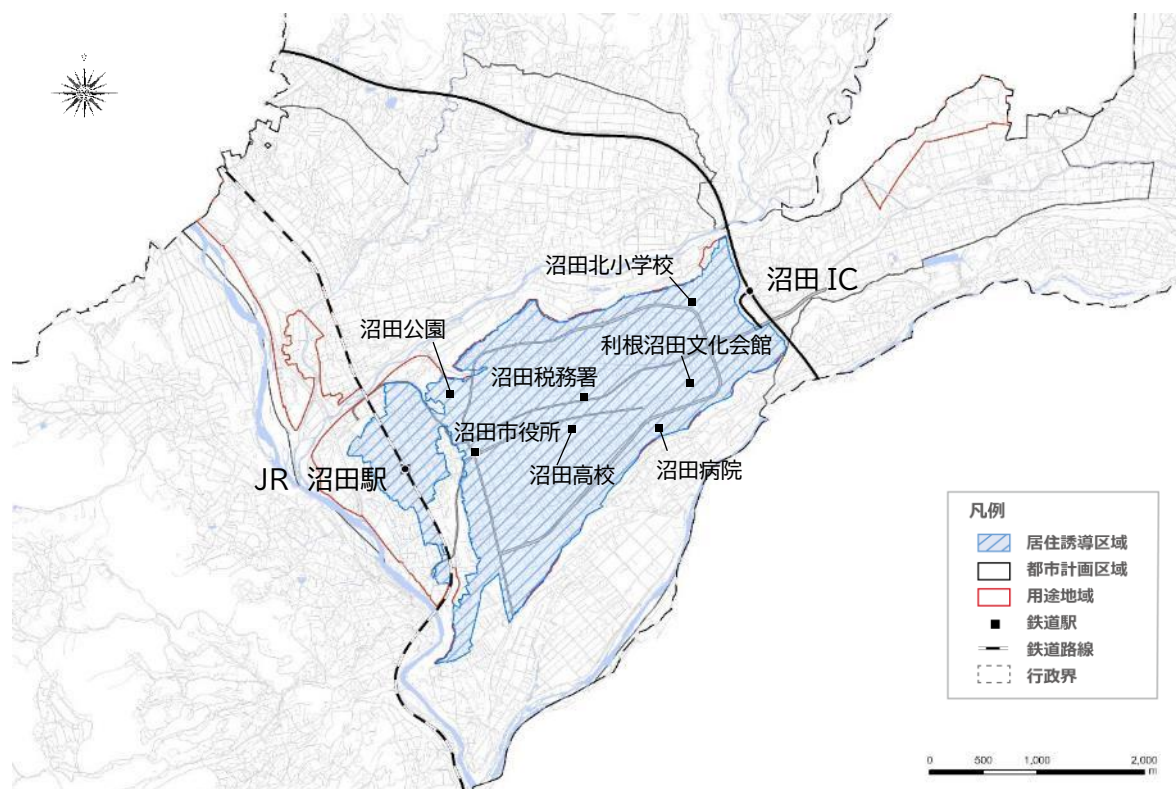 沼田北小学校
沼田 IC
沼田公園
利根沼田文化会館
沼田税務署
沼田市役所
沼田高校
沼田病院
JR 沼田駅
凡例
居住誘導区域
都市計画区域
用途地域
鉄道駅
鉄道路線
行政界
0 500 1,000 2,000
m